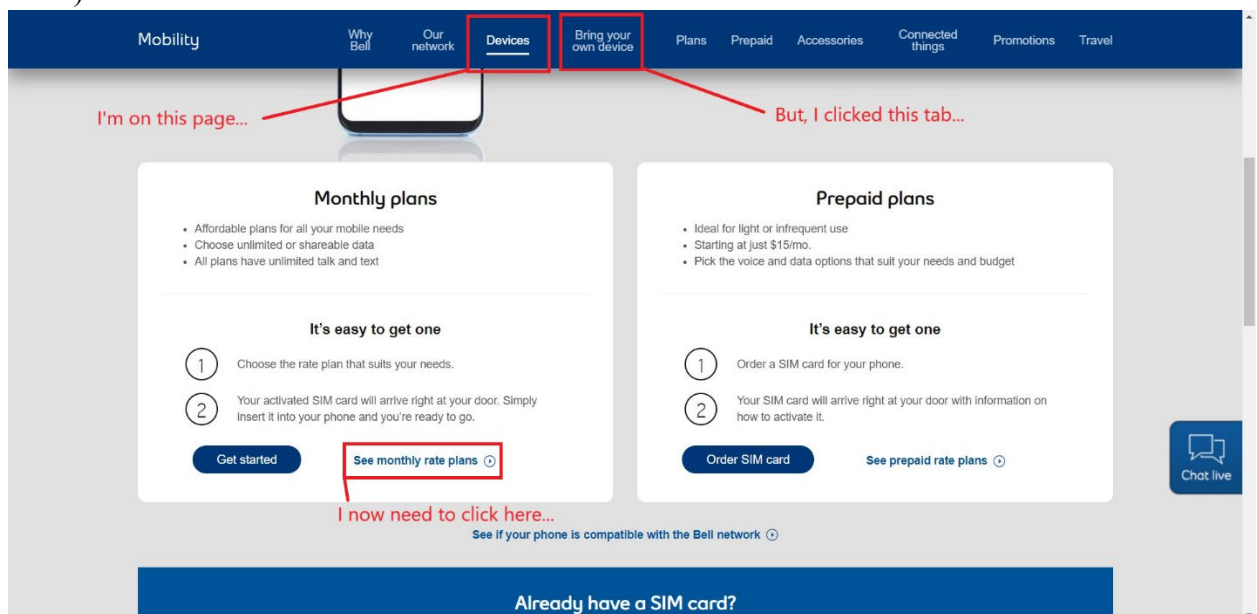 Mobility
Why Bell
Our network
Devices
Bring your own device
Plans
Prepaid
Accessories
Connected things
Promotions
Travel
I'm on this page...
But, I clicked this tab...
Monthly plans
• Affordable plans for all your mobile needs
• Choose unlimited or shareable data
• All plans have unlimited talk and text
It's easy to get one
1 Choose the rate plan that suits your needs.
2 Your activated SIM card will arrive right at your door. Simply
insert it into your phone and you're ready to go.
Get started
See monthly rate plans
I now need to click here...
Prepaid plans
• Ideal for light or infrequent use
• Starting at just $15/mo.
• Pick the voice and data options that suit your needs and budget
It's easy to get one
1 Order a SIM card for your phone.
2 Your SIM card will arrive right at your door with information on
how to activate it.
Order SIM card
See prepaid rate plans
Chat live
See if your phone is compatible with the Bell network
Already have a SIM card?